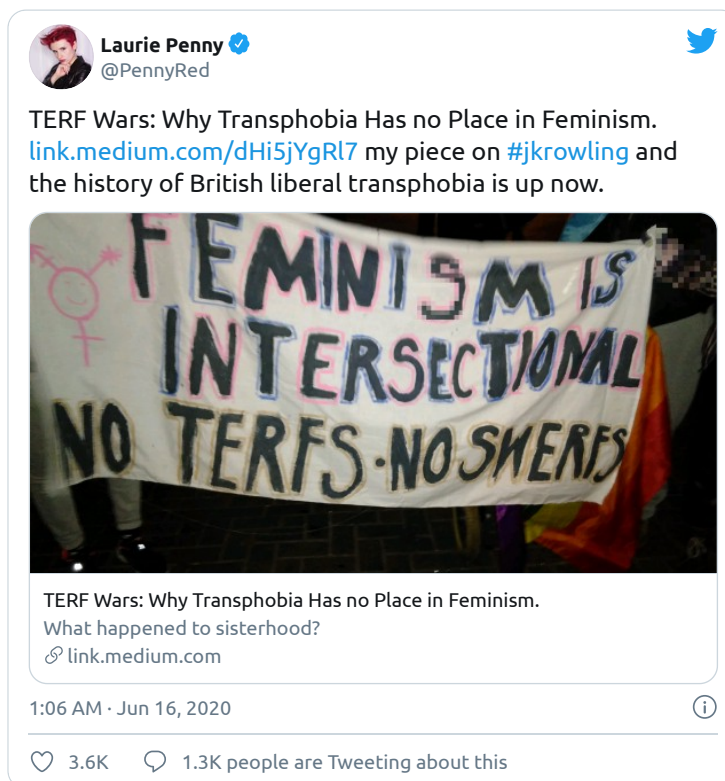 Laurie Penny
@PennyRed
TERF Wars: Why Transphobia Has no Place in Feminism.
link.medium.com/dHi5jYgRl7 my piece on #jkrowling and
the history of British liberal transphobia is up now.
FEMINISM IS
INTERSECTIONAL
NO TERFS·NO SWERFS
TERF Wars: Why Transphobia Has no Place in Feminism.
What happened to sisterhood?
link.medium.com
1:06 AM · Jun 16, 2020
3.6K 1.3K people are Tweeting about this